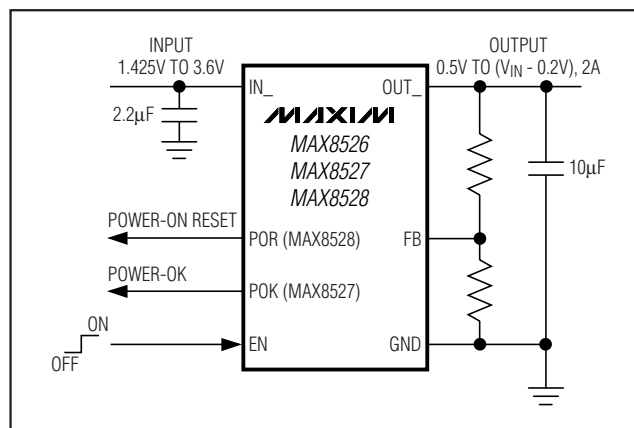 INPUT
1.425V TO 3.6V
OUTPUT
0.5V TO (VIN - 0.2V), 2A
IN_
OUT_
2.2μF
MAXIM
MAX8526
MAX8527
MAX8528
10μF
POWER-ON RESET
POR (MAX8528)
FB
POWER-OK
POK (MAX8527)
ON
OFF
EN
GND